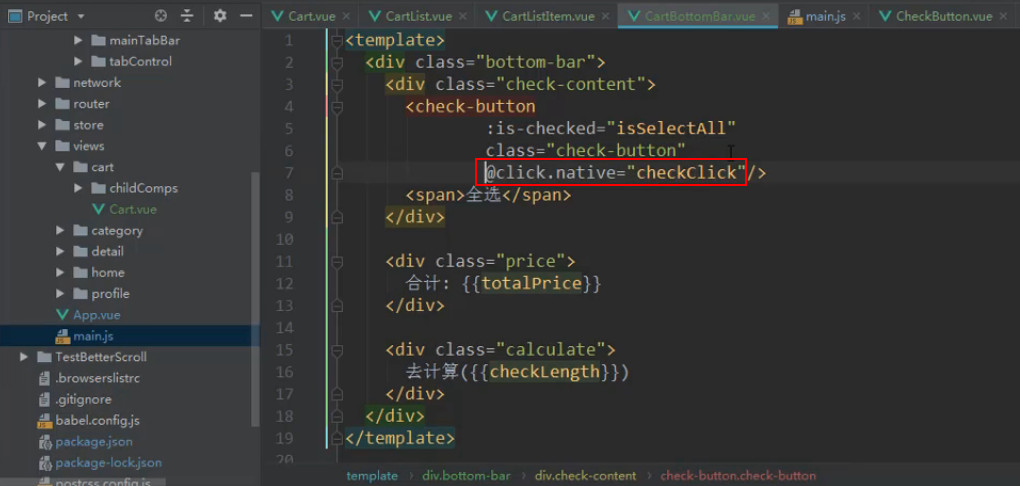 Project
Cart.vue
CartList.vue
CartListItem.vue
CartBottomBar.vue
main.js
CheckButton.vue
mainTabBar
tabControl
network
router
store
views
cart
childComps
Cart.vue
category
detail
home
profile
App.vue
main.js
TestBetterScroll
.browserslistrc
.gitignore
babel.config.js
package.json
package-lock.json
postcss.config.js
1 <template>
2 <div class="bottom-bar">
3 <div class="check-content">
4 <check-button
5 :is-checked="isSelectAll"
6 class="check-button"
7 @click.native="checkClick"/>
8 <span>全选</span>
9 </div>
10
11 <div class="price">
12 合计: {{totalPrice}}
13 </div>
14
15 <div class="calculate">
16 去计算({{checkLength}})
17 </div>
18 </div>
19 </template>
20
template › div.bottom-bar › div.check-content › check-button.check-button